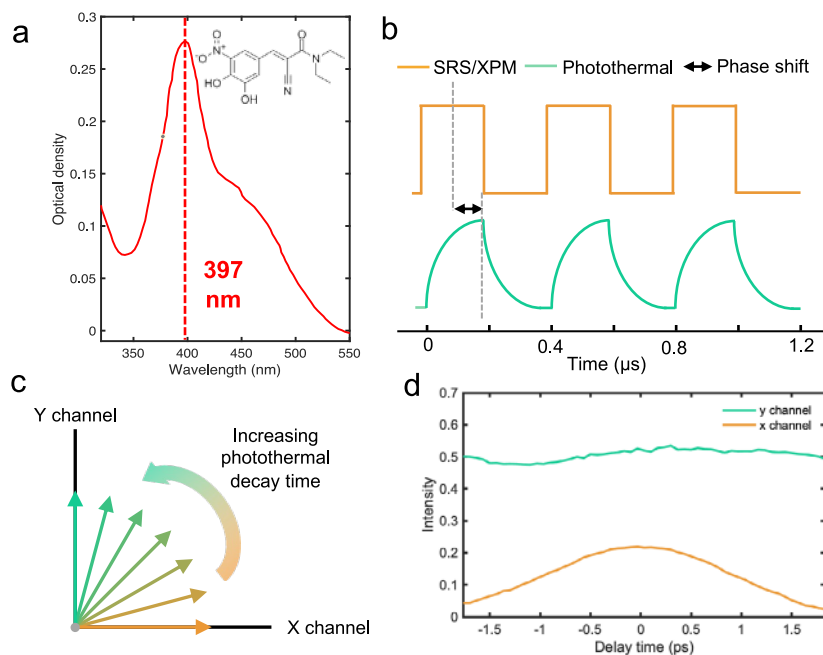 a
0.3
0.25
0.2
0.15
0.1
0.05
0
Optical density
350
400
450
500
550
Wavelength (nm)
397
nm
O
N⁺
⁻O
HO
OH
N
O
N
b
SRS/XPM
Photothermal
Phase shift
0
0.4
0.8
1.2
Time (µs)
c
Y channel
Increasing
photothermal
decay time
X channel
d
0.7
0.6
0.5
0.4
0.3
0.2
0.1
0
Intensity
y channel
x channel
-1.5
-1
-0.5
0
0.5
1
1.5
Delay time (ps)